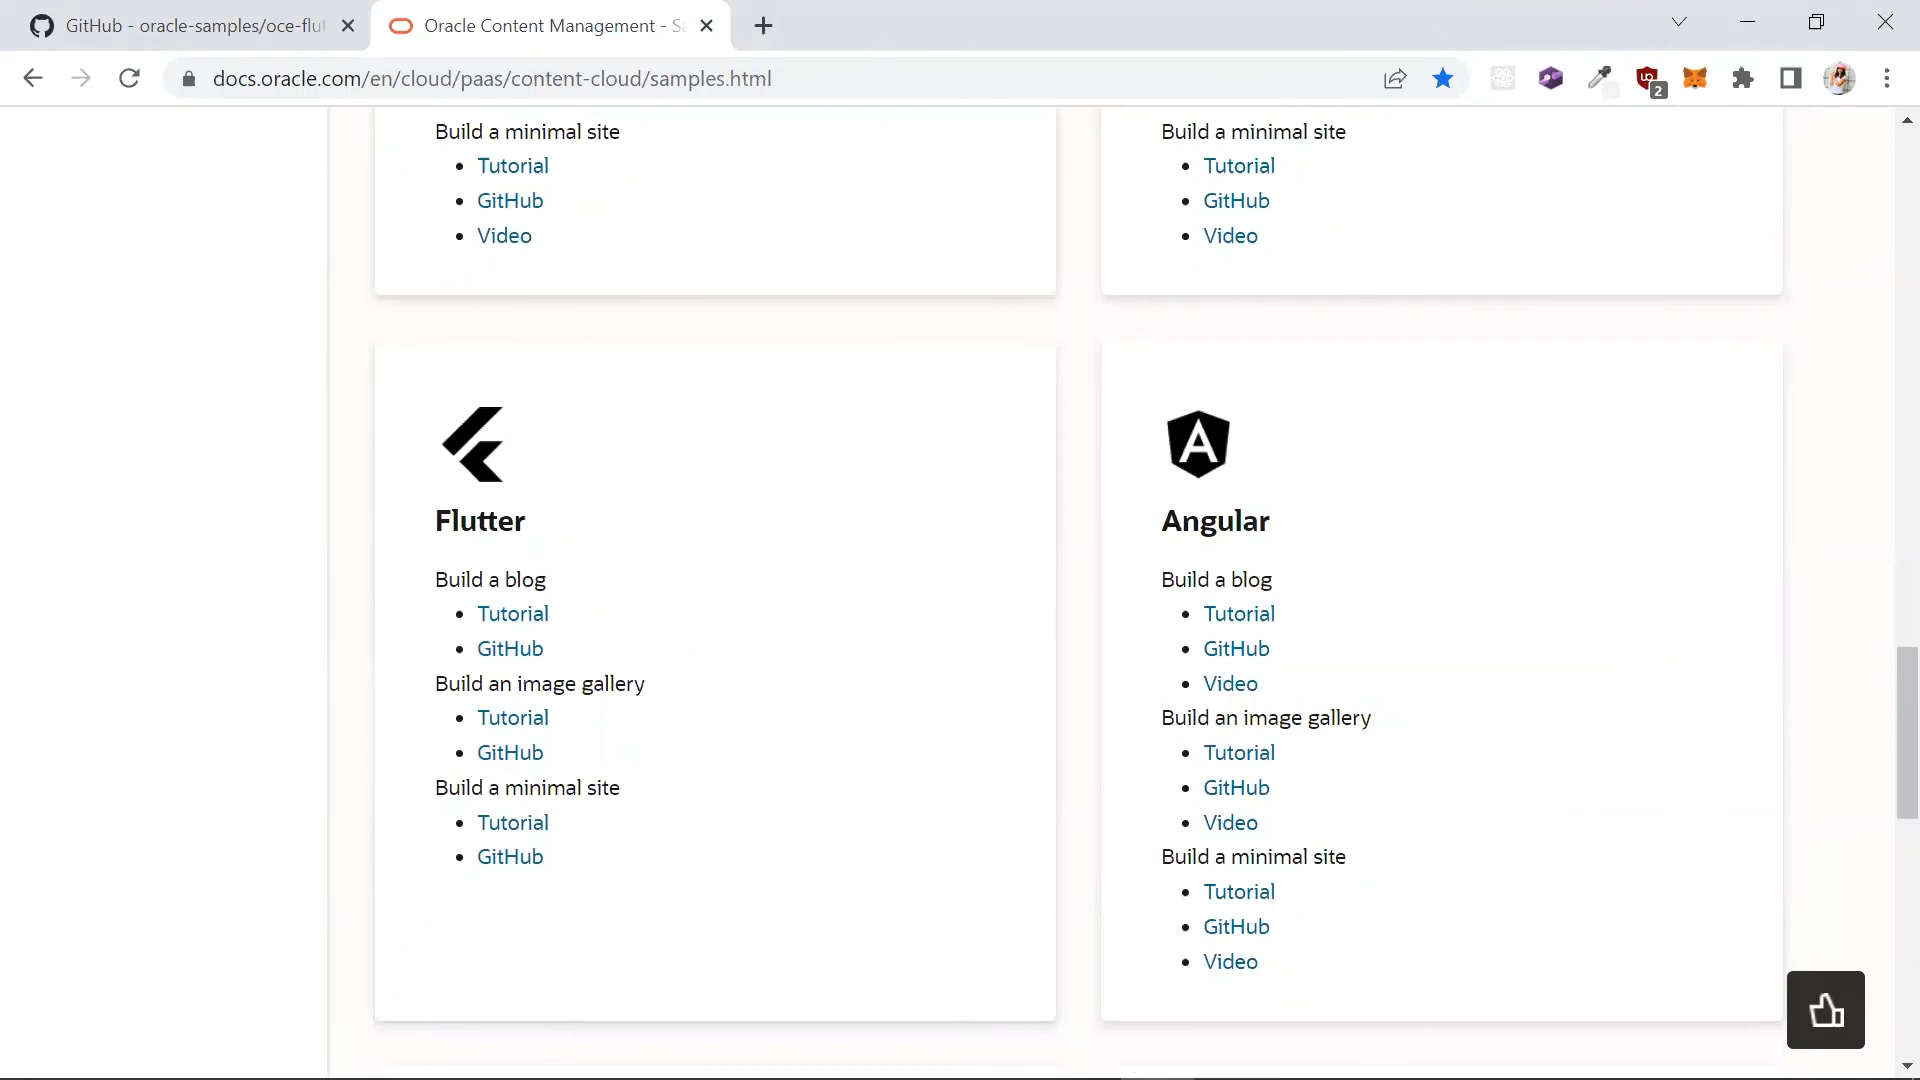 GitHub - oracle-samples/oce-flut
Oracle Content Management - Sa
docs.oracle.com/en/cloud/paas/content-cloud/samples.html
2
Build a minimal site
Tutorial
GitHub
Video
Build a minimal site
Tutorial
GitHub
Video
Flutter
Build a blog
Tutorial
GitHub
Build an image gallery
Tutorial
GitHub
Build a minimal site
Tutorial
GitHub
Angular
Build a blog
Tutorial
GitHub
Video
Build an image gallery
Tutorial
GitHub
Video
Build a minimal site
Tutorial
GitHub
Video